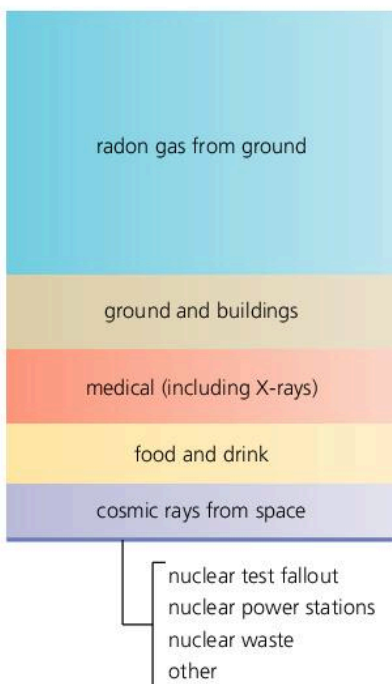 radon gas from ground
ground and buildings
medical (including X-rays)
food and drink
cosmic rays from space
nuclear test fallout
nuclear power stations
nuclear waste
other